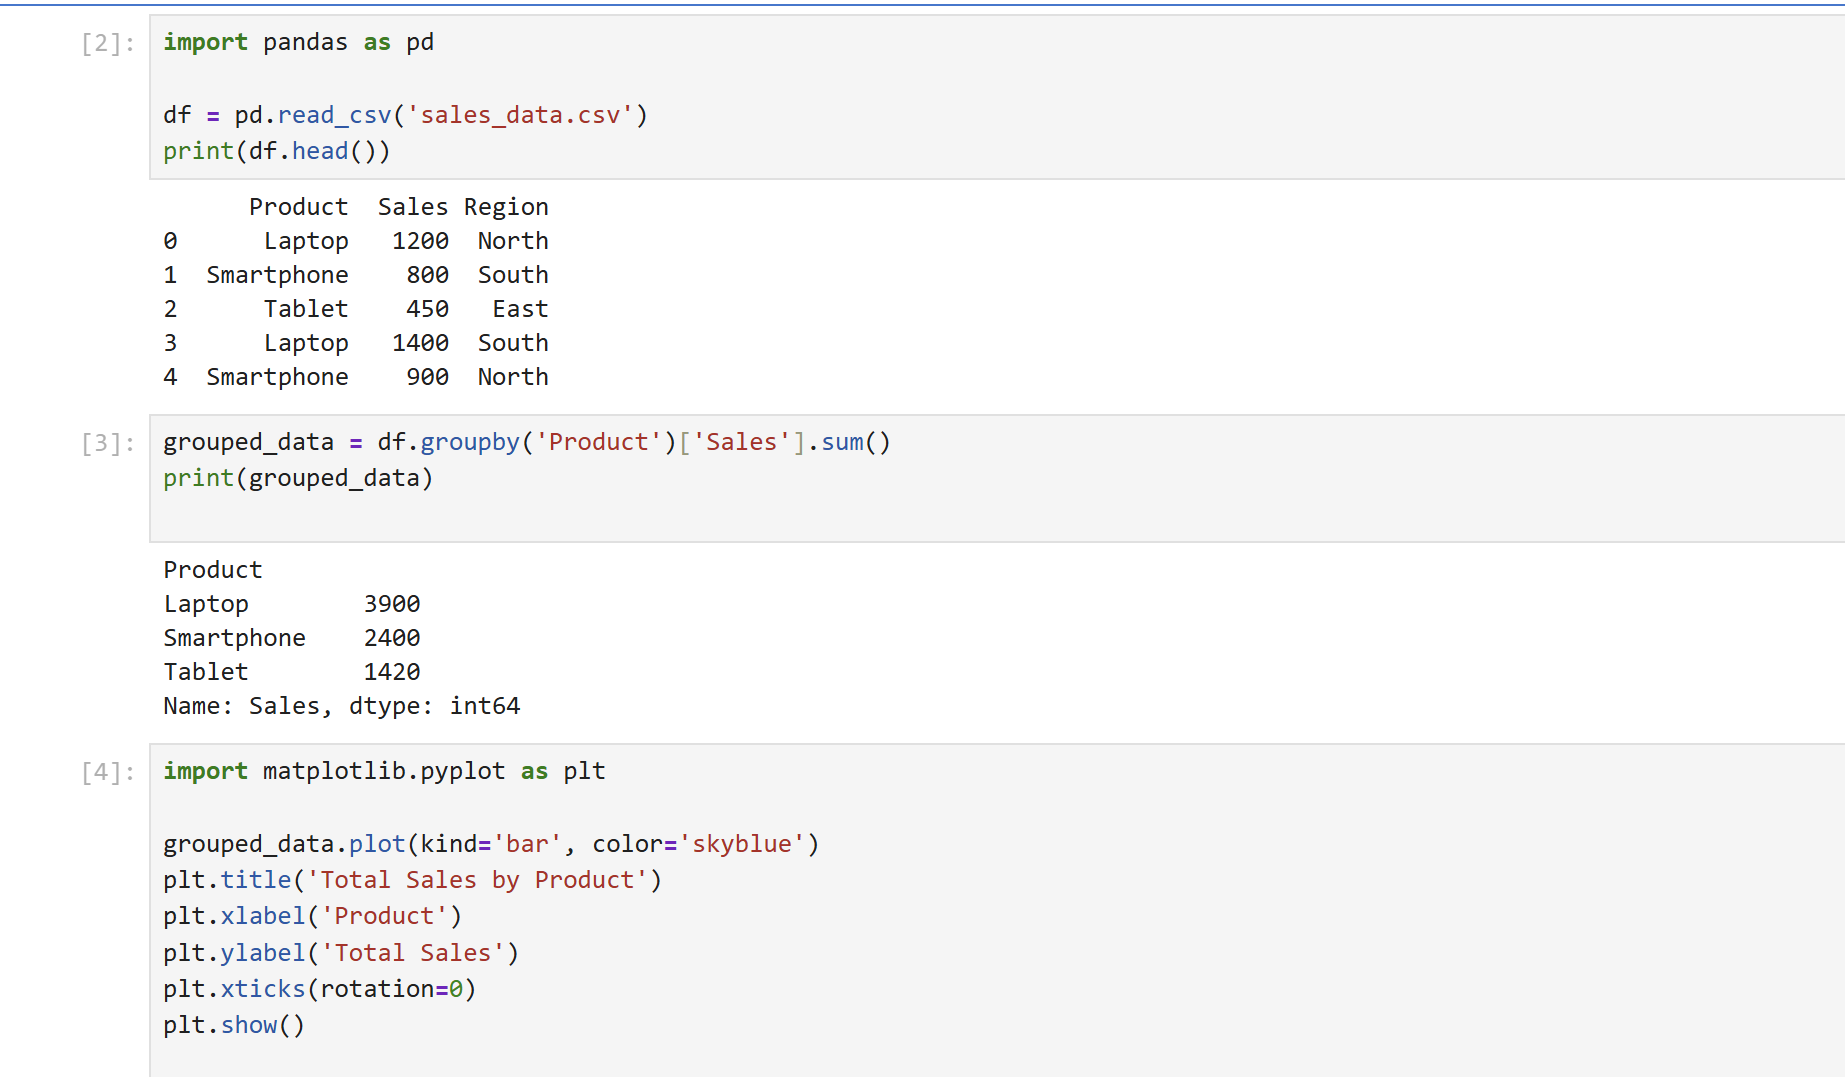 [2]: import pandas as pd
df = pd.read_csv('sales_data.csv')
print(df.head())
      Product  Sales Region
0      Laptop   1200  North
1  Smartphone    800  South
2      Tablet    450   East
3      Laptop   1400  South
4  Smartphone    900  North
[3]: grouped_data = df.groupby('Product')['Sales'].sum()
print(grouped_data)
Product
Laptop        3900
Smartphone    2400
Tablet        1420
Name: Sales, dtype: int64
[4]: import matplotlib.pyplot as plt
grouped_data.plot(kind='bar', color='skyblue')
plt.title('Total Sales by Product')
plt.xlabel('Product')
plt.ylabel('Total Sales')
plt.xticks(rotation=0)
plt.show()